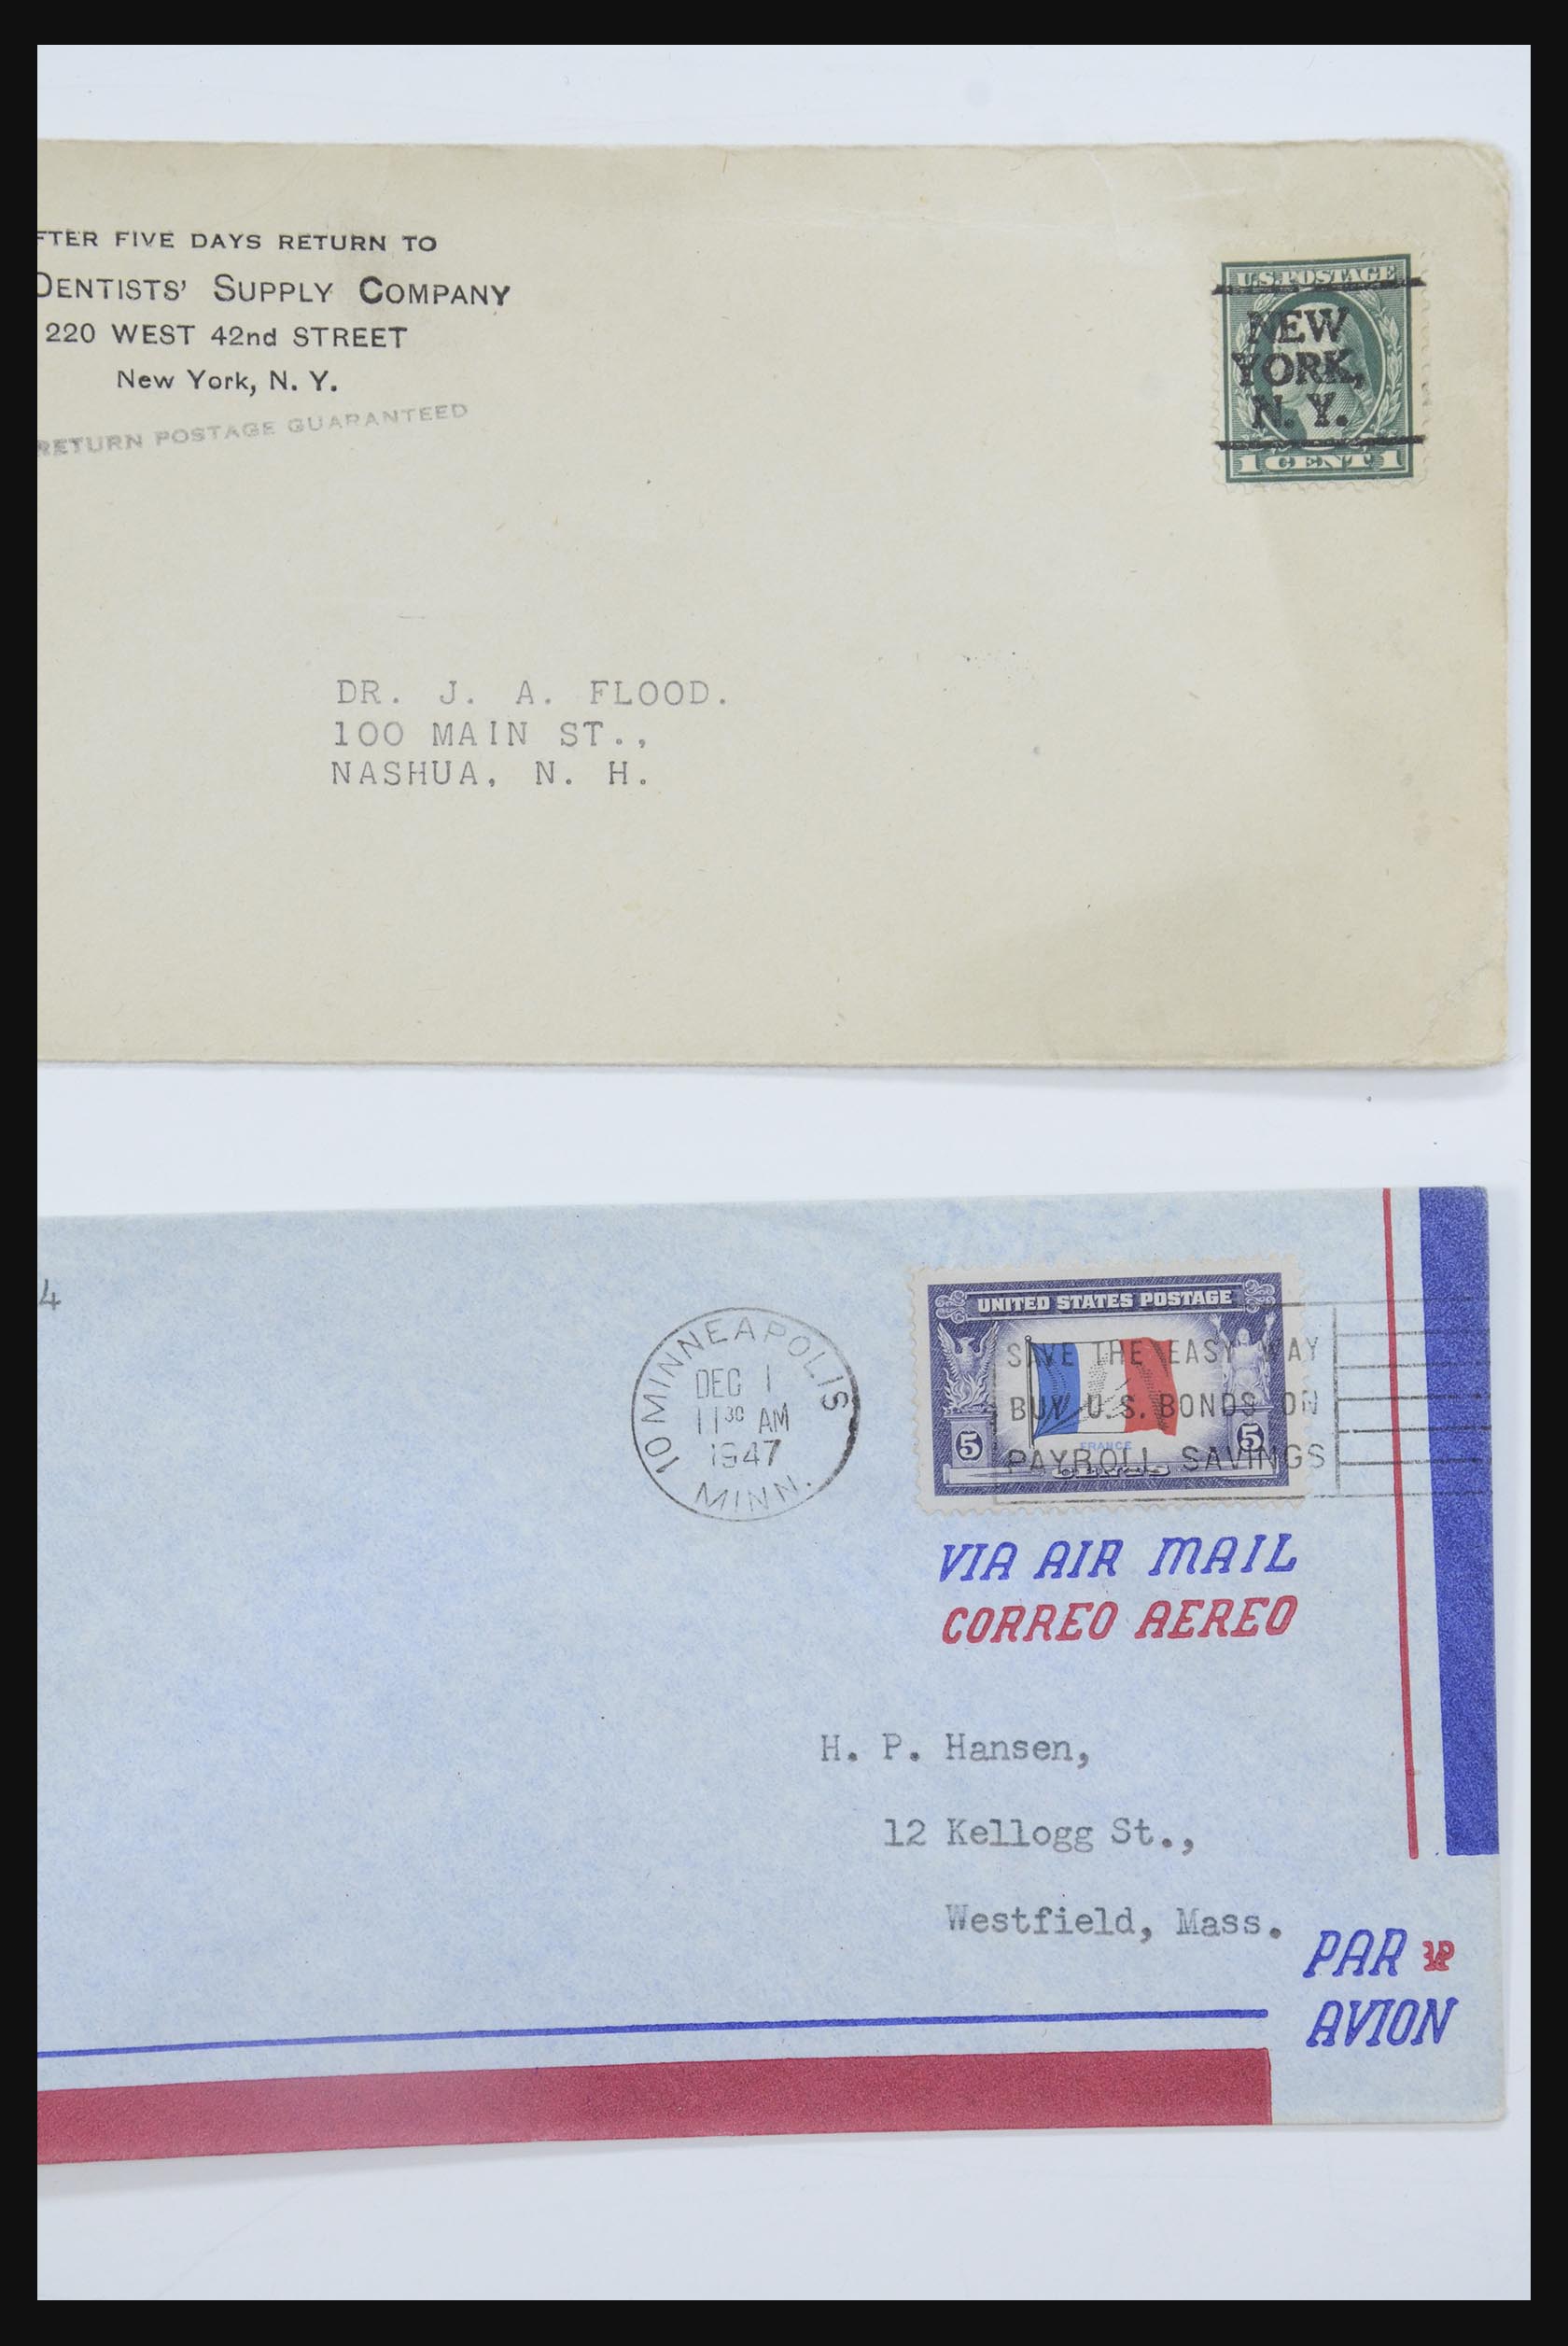 FTER FIVE DAYS RETURN TO
DENTISTS' SUPPLY COMPANY
220 WEST 42nd STREET
New York, N. Y.
RETURN POSTAGE GUARANTEED
U.S. POSTAGE
NEW
YORK,
N. Y.
1 CENT 1
DR. J. A. FLOOD.
100 MAIN ST.,
NASHUA, N. H.
4
10 MINNEAPOLIS
DEC 1
11 30 AM
1947
MINN.
UNITED STATES POSTAGE
SAVE THE EASY WAY
BUY U.S. BONDS ON
PAYROLL SAVINGS
5 FRANCE 5
VIA AIR MAIL
CORREO AEREO
H. P. Hansen,
12 Kellogg St.,
Westfield, Mass.
PAR
AVION